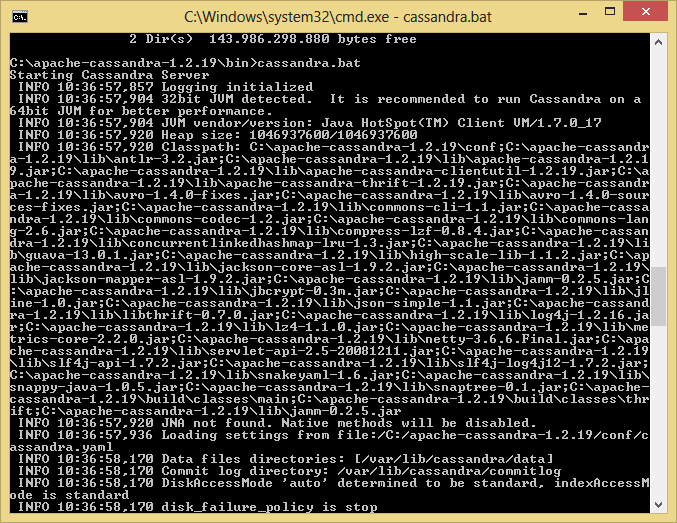 C:\Windows\system32\cmd.exe - cassandra.bat
2 Dir(s)  143.986.298.880 bytes free
C:\apache-cassandra-1.2.19\bin>cassandra.bat
Starting Cassandra Server
INFO 10:36:57,857 Logging initialized
INFO 10:36:57,904 32bit JVM detected.  It is recommended to run Cassandra on a
64bit JVM for better performance.
INFO 10:36:57,904 JVM vendor/version: Java HotSpot(TM) Client VM/1.7.0_17
INFO 10:36:57,920 Heap size: 1046937600/1046937600
INFO 10:36:57,920 Classpath: C:\apache-cassandra-1.2.19\conf;C:\apache-cassandr
a-1.2.19\lib\antlr-3.2.jar;C:\apache-cassandra-1.2.19\lib\apache-cassandra-1.2.1
9.jar;C:\apache-cassandra-1.2.19\lib\apache-cassandra-clientutil-1.2.19.jar;C:\a
pache-cassandra-1.2.19\lib\apache-cassandra-thrift-1.2.19.jar;C:\apache-cassandr
a-1.2.19\lib\avro-1.4.0-fixes.jar;C:\apache-cassandra-1.2.19\lib\avro-1.4.0-sour
ces-fixes.jar;C:\apache-cassandra-1.2.19\lib\commons-cli-1.1.jar;C:\apache-cassa
ndra-1.2.19\lib\commons-codec-1.2.jar;C:\apache-cassandra-1.2.19\lib\commons-lan
g-2.6.jar;C:\apache-cassandra-1.2.19\lib\compress-lzf-0.8.4.jar;C:\apache-cassan
dra-1.2.19\lib\concurrentlinkedhashmap-lru-1.3.jar;C:\apache-cassandra-1.2.19\li
b\guava-13.0.1.jar;C:\apache-cassandra-1.2.19\lib\high-scale-lib-1.1.2.jar;C:\ap
ache-cassandra-1.2.19\lib\jackson-core-asl-1.9.2.jar;C:\apache-cassandra-1.2.19\
lib\jackson-mapper-asl-1.9.2.jar;C:\apache-cassandra-1.2.19\lib\jamm-0.2.5.jar;C
:\apache-cassandra-1.2.19\lib\jbcrypt-0.3m.jar;C:\apache-cassandra-1.2.19\lib\jl
ine-1.0.jar;C:\apache-cassandra-1.2.19\lib\json-simple-1.1.jar;C:\apache-cassand
ra-1.2.19\lib\libthrift-0.7.0.jar;C:\apache-cassandra-1.2.19\lib\log4j-1.2.16.ja
r;C:\apache-cassandra-1.2.19\lib\lz4-1.1.0.jar;C:\apache-cassandra-1.2.19\lib\me
trics-core-2.2.0.jar;C:\apache-cassandra-1.2.19\lib\netty-3.6.6.Final.jar;C:\apa
che-cassandra-1.2.19\lib\servlet-api-2.5-20081211.jar;C:\apache-cassandra-1.2.19
\lib\slf4j-api-1.7.2.jar;C:\apache-cassandra-1.2.19\lib\slf4j-log4j12-1.7.2.jar;
C:\apache-cassandra-1.2.19\lib\snakeyaml-1.6.jar;C:\apache-cassandra-1.2.19\lib\
snappy-java-1.0.5.jar;C:\apache-cassandra-1.2.19\lib\snaptree-0.1.jar;C:\apache-
cassandra-1.2.19\build\classes\main;C:\apache-cassandra-1.2.19\build\classes\thr
ift;C:\apache-cassandra-1.2.19\lib\jamm-0.2.5.jar
INFO 10:36:57,920 JNA not found. Native methods will be disabled.
INFO 10:36:57,936 Loading settings from file:/C:/apache-cassandra-1.2.19/conf/c
assandra.yaml
INFO 10:36:58,170 Data files directories: [/var/lib/cassandra/data]
INFO 10:36:58,170 Commit log directory: /var/lib/cassandra/commitlog
INFO 10:36:58,170 DiskAccessMode 'auto' determined to be standard, indexAccessM
ode is standard
INFO 10:36:58,170 disk_failure_policy is stop